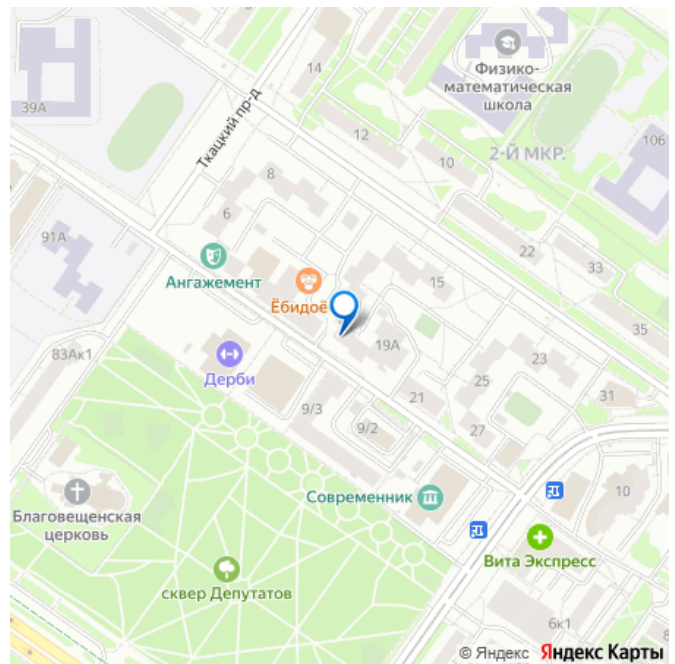 14
Физико-
математическая
школа
39А
Ткацкий пр-д
12
106
10
2-Й МКР.
8
6
22
91А
33
Ангажемент
15
Ёбидоё
35
19А
83Ак1
23
Дерби
25
31
21
9/3
9/2
27
Современник
10
Благовещенская
церковь
Вита Экспресс
сквер Депутатов
6к1
8
© Яндекс Яндекс Карты